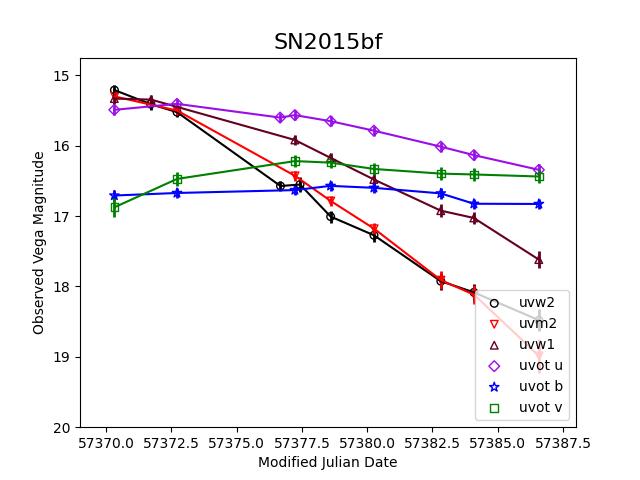 SN2015bf
Observed Vega Magnitude
15
16
17
18
19
20
57370.0 57372.5 57375.0 57377.5 57380.0 57382.5 57385.0 57387.5
Modified Julian Date
uvw2
uvm2
uvw1
uvot u
uvot b
uvot v